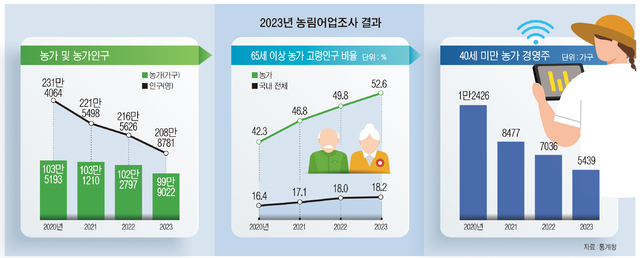 2023년 농림어업조사 결과
농가 및 농가인구
농가(가구)
인구(명)
231만
4064
221만
5498
216만
5626
208만
8781
103만
5193
103만
1210
102만
2797
99만
9022
2020년 2021 2022 2023
65세 이상 농가 고령인구 비율 단위 : %
농가
국내 전체
42.3
46.8
49.8
52.6
16.4
17.1
18.0
18.2
2020년 2021 2022 2023
40세 미만 농가 경영주 단위 : 가구
1만2426
8477
7036
5439
2020년 2021 2022 2023
자료 : 통계청